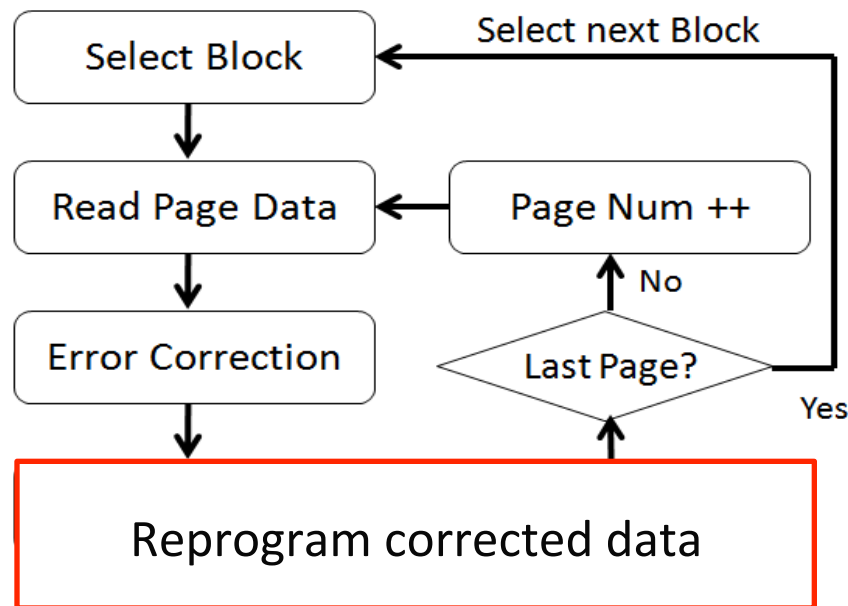 Select next Block
Select Block
Read Page Data
Page Num ++
No
Error Correction
Last Page?
Yes
Reprogram corrected data